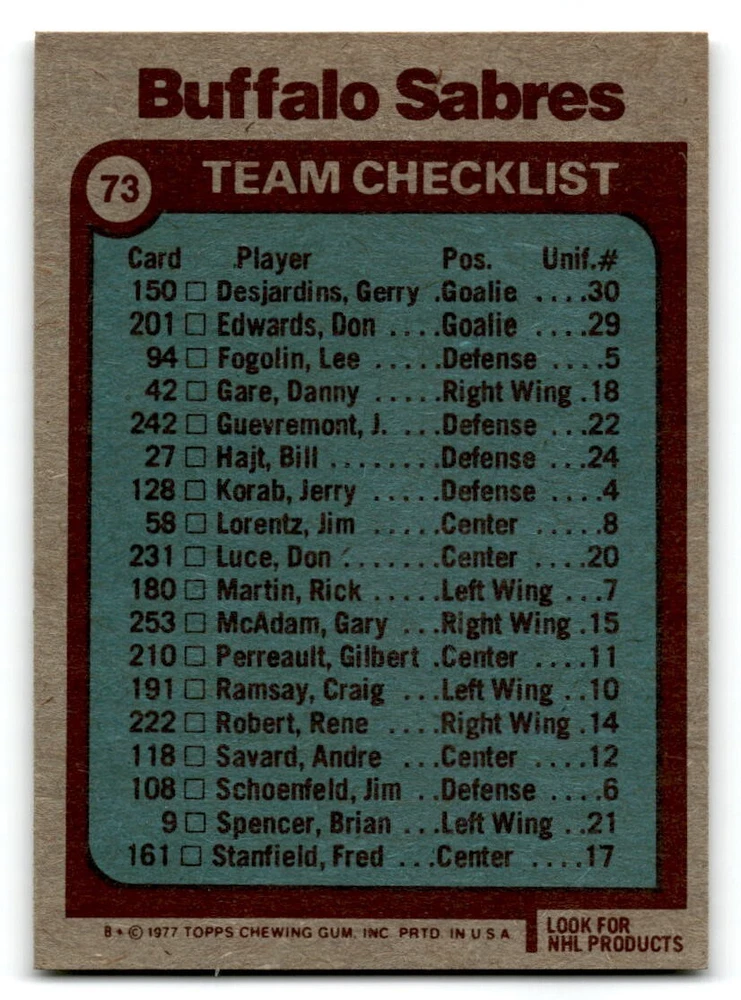 Buffalo Sabres
73 TEAM CHECKLIST
Card Player Pos. Unif.#
150 □ Desjardins, Gerry .Goalie ....30
201 □ Edwards, Don ....Goalie ....29
94 □ Fogolin, Lee .....Defense ....5
42 □ Gare, Danny .....Right Wing .18
242 □ Guevremont, J. ...Defense ...22
27 □ Hajt, Bill ........Defense ...24
128 □ Korab, Jerry .....Defense ....4
58 □ Lorentz, Jim .....Center .....8
231 □ Luce, Don .......Center ....20
180 □ Martin, Rick .....Left Wing ...7
253 □ McAdam, Gary ...Right Wing .15
210 □ Perreault, Gilbert .Center ....11
191 □ Ramsay, Craig ...Left Wing ..10
222 □ Robert, Rene ....Right Wing .14
118 □ Savard, Andre ...Center ....12
108 □ Schoenfeld, Jim ..Defense ....6
9 □ Spencer, Brian ...Left Wing ..21
161 □ Stanfield, Fred ...Center ....17
B* © 1977 TOPPS CHEWING GUM, INC. PRTD. IN U.S.A.
LOOK FOR
NHL PRODUCTS